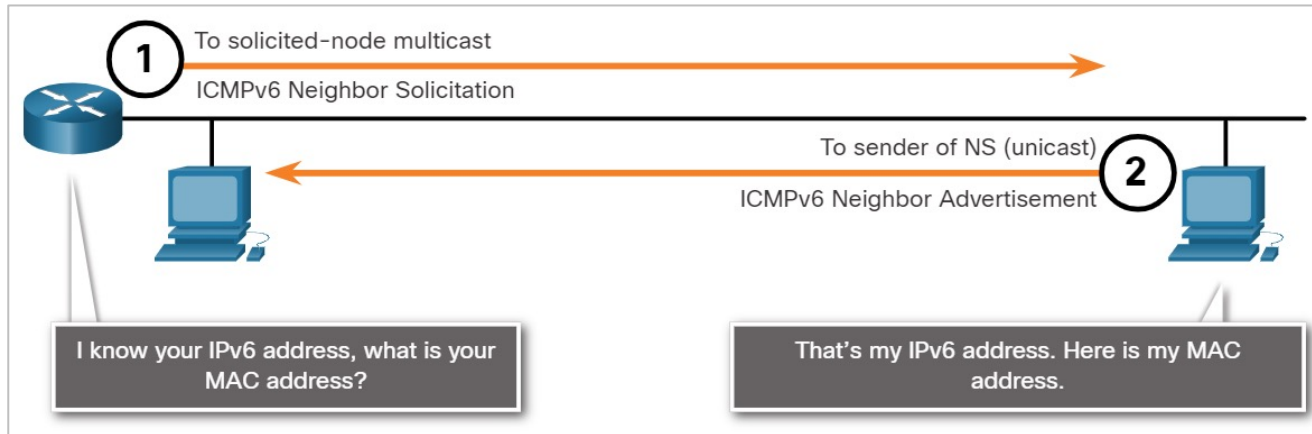 1
To solicited-node multicast
ICMPv6 Neighbor Solicitation
To sender of NS (unicast)
2
ICMPv6 Neighbor Advertisement
I know your IPv6 address, what is your
MAC address?
That's my IPv6 address. Here is my MAC
address.